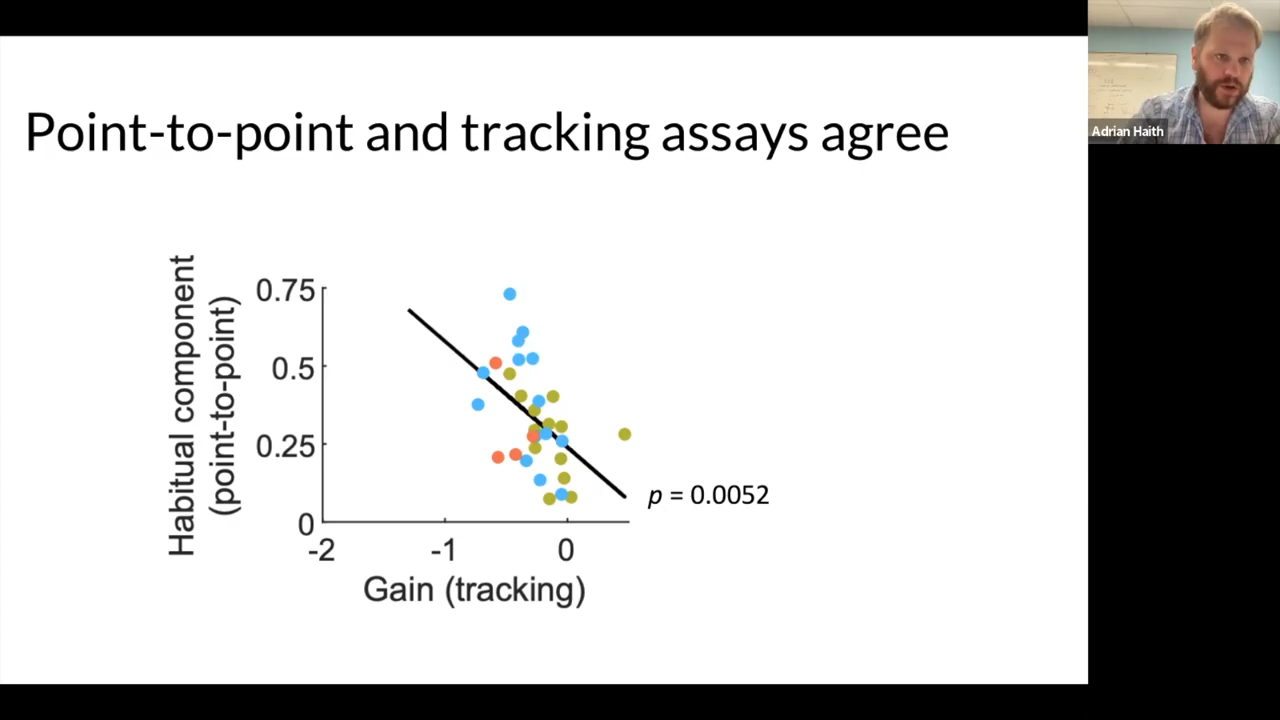 Point-to-point and tracking assays agree
Adrian Haith
Habitual component
(point-to-point)
0.75
0.5
0.25
0
-2
-1
0
Gain (tracking)
p = 0.0052